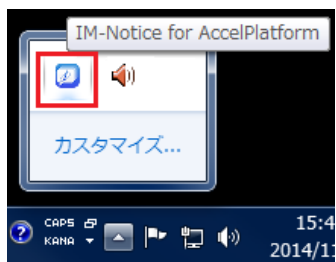 IM-Notice for AccelPlatform
カスタマイズ...
CAPS
KANA
15:4
2014/11